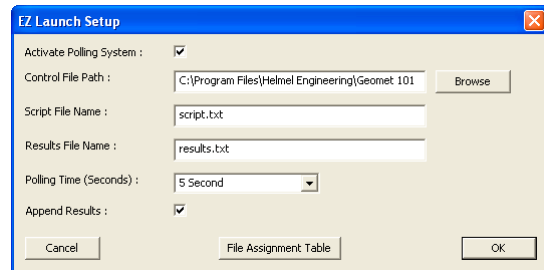 EZ Launch Setup
Activate Polling System :
Control File Path : C:\Program Files\Helmel Engineering\Geomet 101 Browse
Script File Name : script.txt
Results File Name : results.txt
Polling Time (Seconds) : 5 Second
Append Results :
Cancel File Assignment Table OK